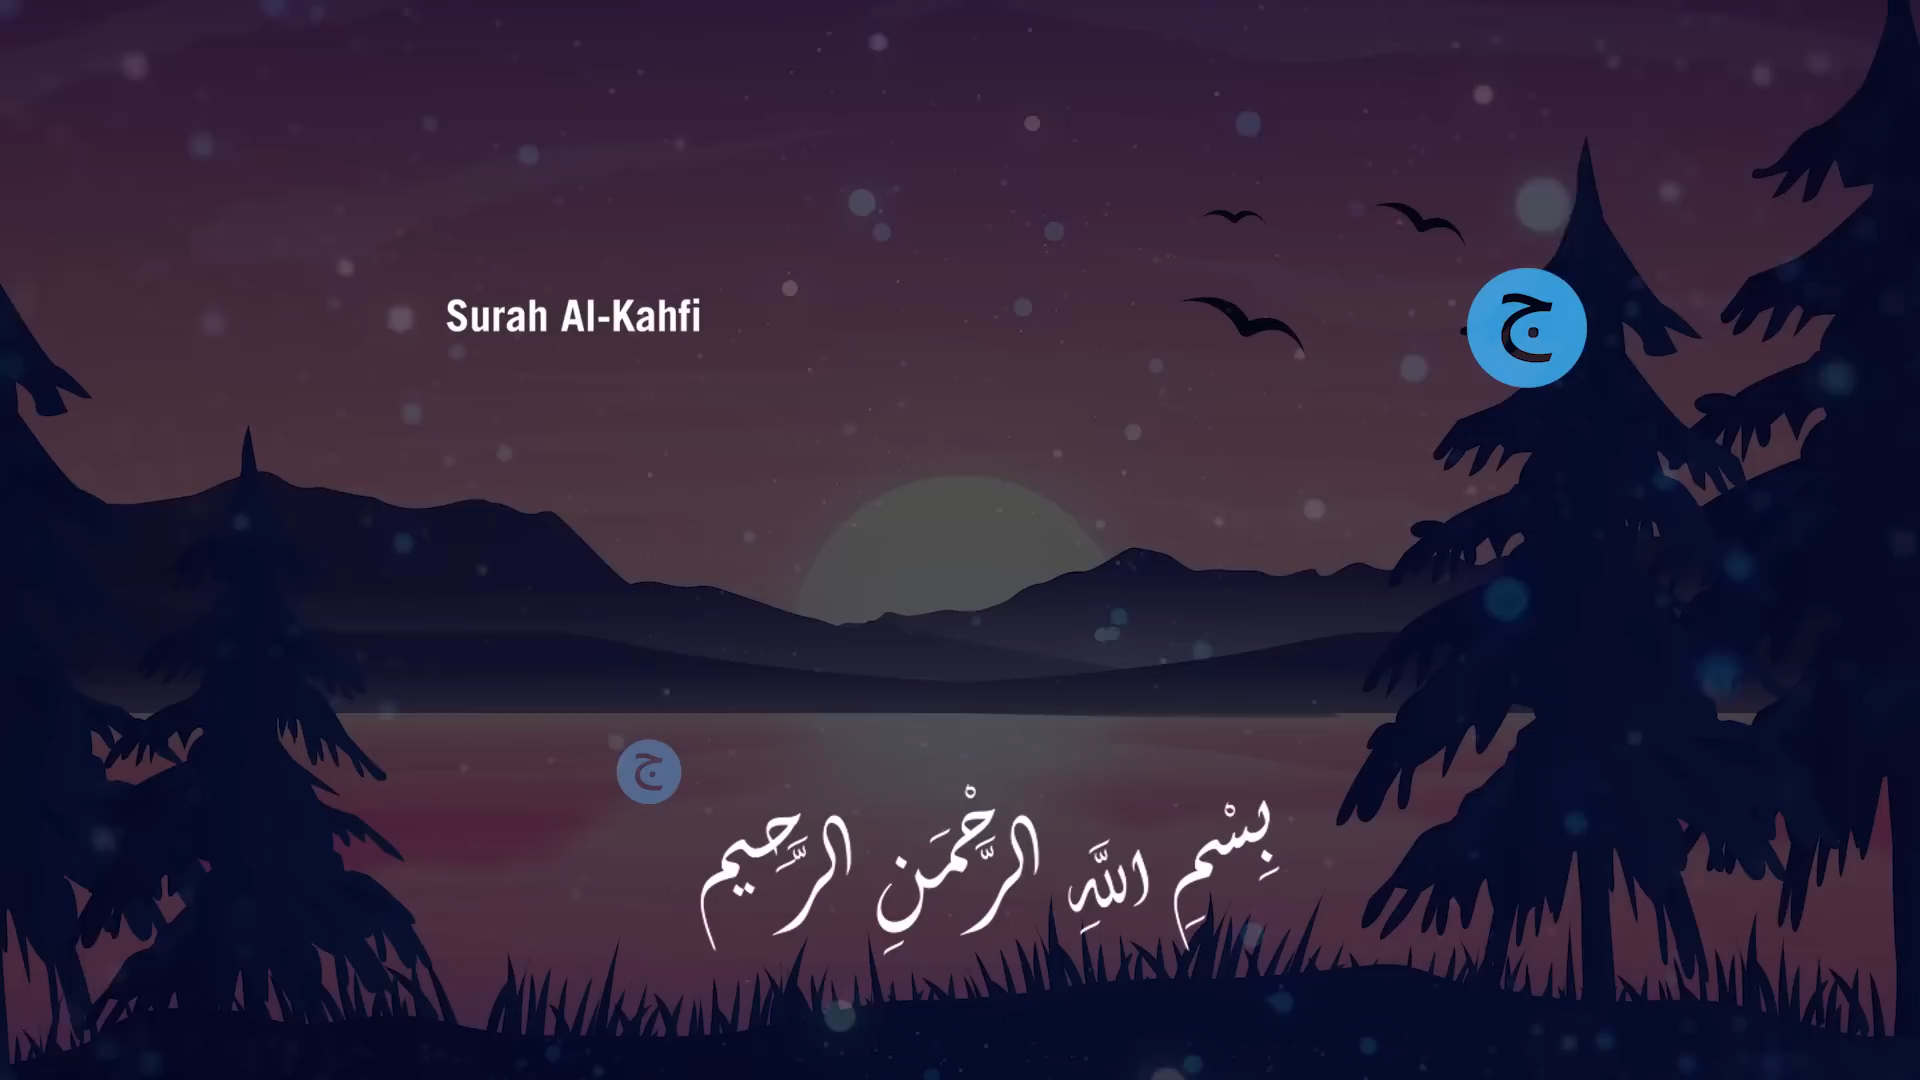 Surah Al-Kahfi
ج
ج
بِسْمِ اللَّهِ الرَّحْمَنِ الرَّحِيم